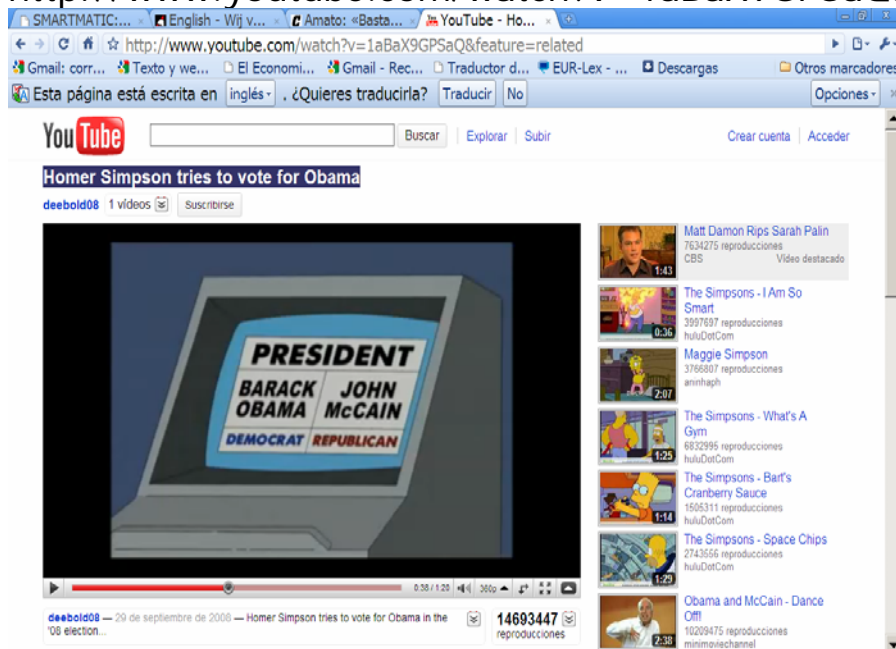 SMARTMATIC:... English - Wij v... Amato: «Basta... YouTube - Ho...
http://www.youtube.com/watch?v=1aBaX9GPSaQ&feature=related
Gmail: corr... Texto y we... El Economi... Gmail - Rec... Traductor d... EUR-Lex - ... Descargas Otros marcadores
Esta página está escrita en inglés . ¿Quieres traducirla? Traducir No Opciones
YouTube Buscar Explorar Subir Crear cuenta Acceder
Homer Simpson tries to vote for Obama
deebold08 1 vídeos Suscribirse
PRESIDENT
BARACK OBAMA JOHN McCAIN
DEMOCRAT REPUBLICAN
0:38 / 1:20 360p
deebold08 — 29 de septiembre de 2008 — Homer Simpson tries to vote for Obama in the
'08 election...
14693447
reproducciones
Matt Damon Rips Sarah Palin
7634275 reproducciones
CBS Vídeo destacado
1:43
The Simpsons - I Am So
Smart
3997697 reproducciones
huluDotCom
0:36
Maggie Simpson
3766807 reproducciones
aninhaph
2:07
The Simpsons - What's A
Gym
6832995 reproducciones
huluDotCom
1:25
The Simpsons - Bart's
Cranberry Sauce
1505311 reproducciones
huluDotCom
1:14
The Simpsons - Space Chips
2743556 reproducciones
huluDotCom
1:29
Obama and McCain - Dance
Off!
10209475 reproducciones
minimoviechannel
2:38